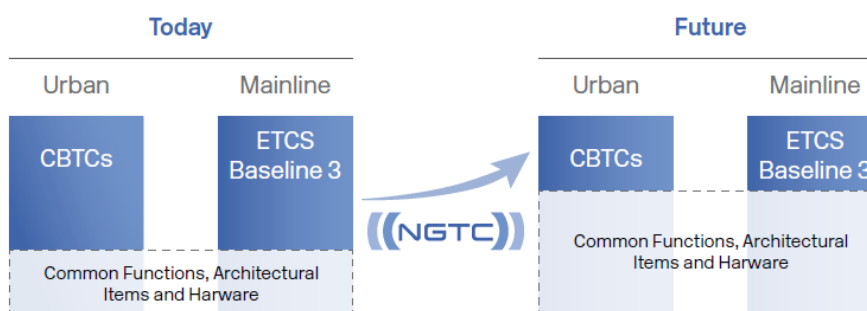 Today
Future
Urban
Mainline
Urban
Mainline
CBTCs
ETCS
Baseline 3
CBTCs
ETCS
Baseline 3
((NGTC))
Common Functions, Architectural
Items and Harware
Common Functions, Architectural
Items and Harware